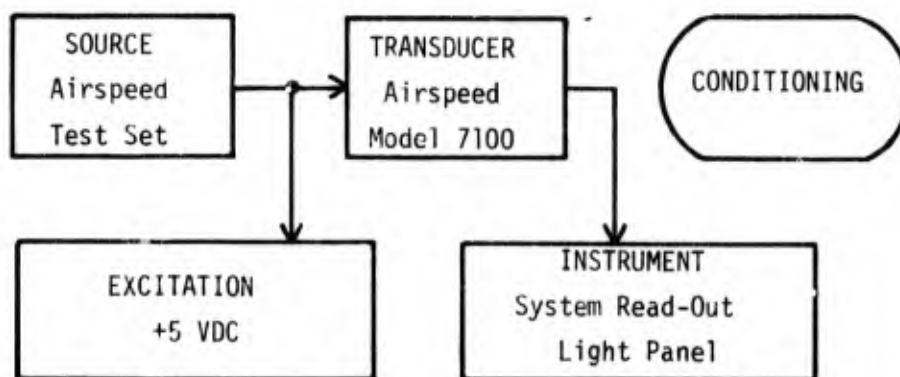 SOURCE
Airspeed
Test Set
TRANSDUCER
Airspeed
Model 7100
CONDITIONING
EXCITATION
+5 VDC
INSTRUMENT
System Read-Out
Light Panel